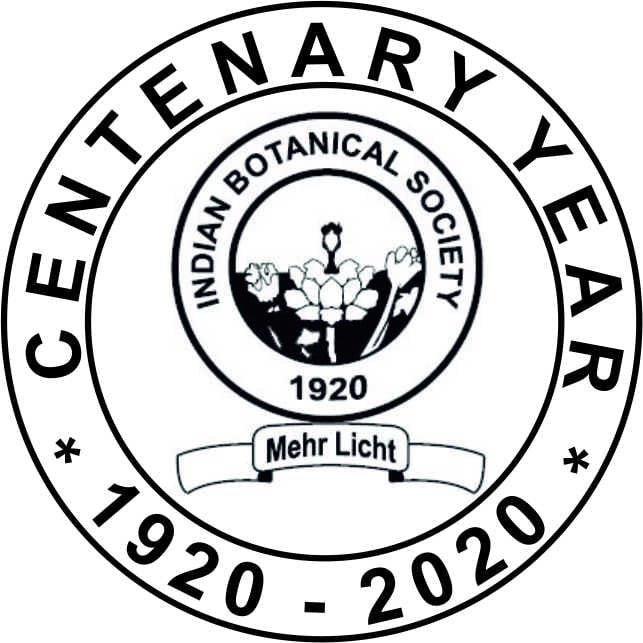 CENTENARY YEAR
INDIAN BOTANICAL SOCIETY
1920
Mehr Licht
* 1920 - 2020 *